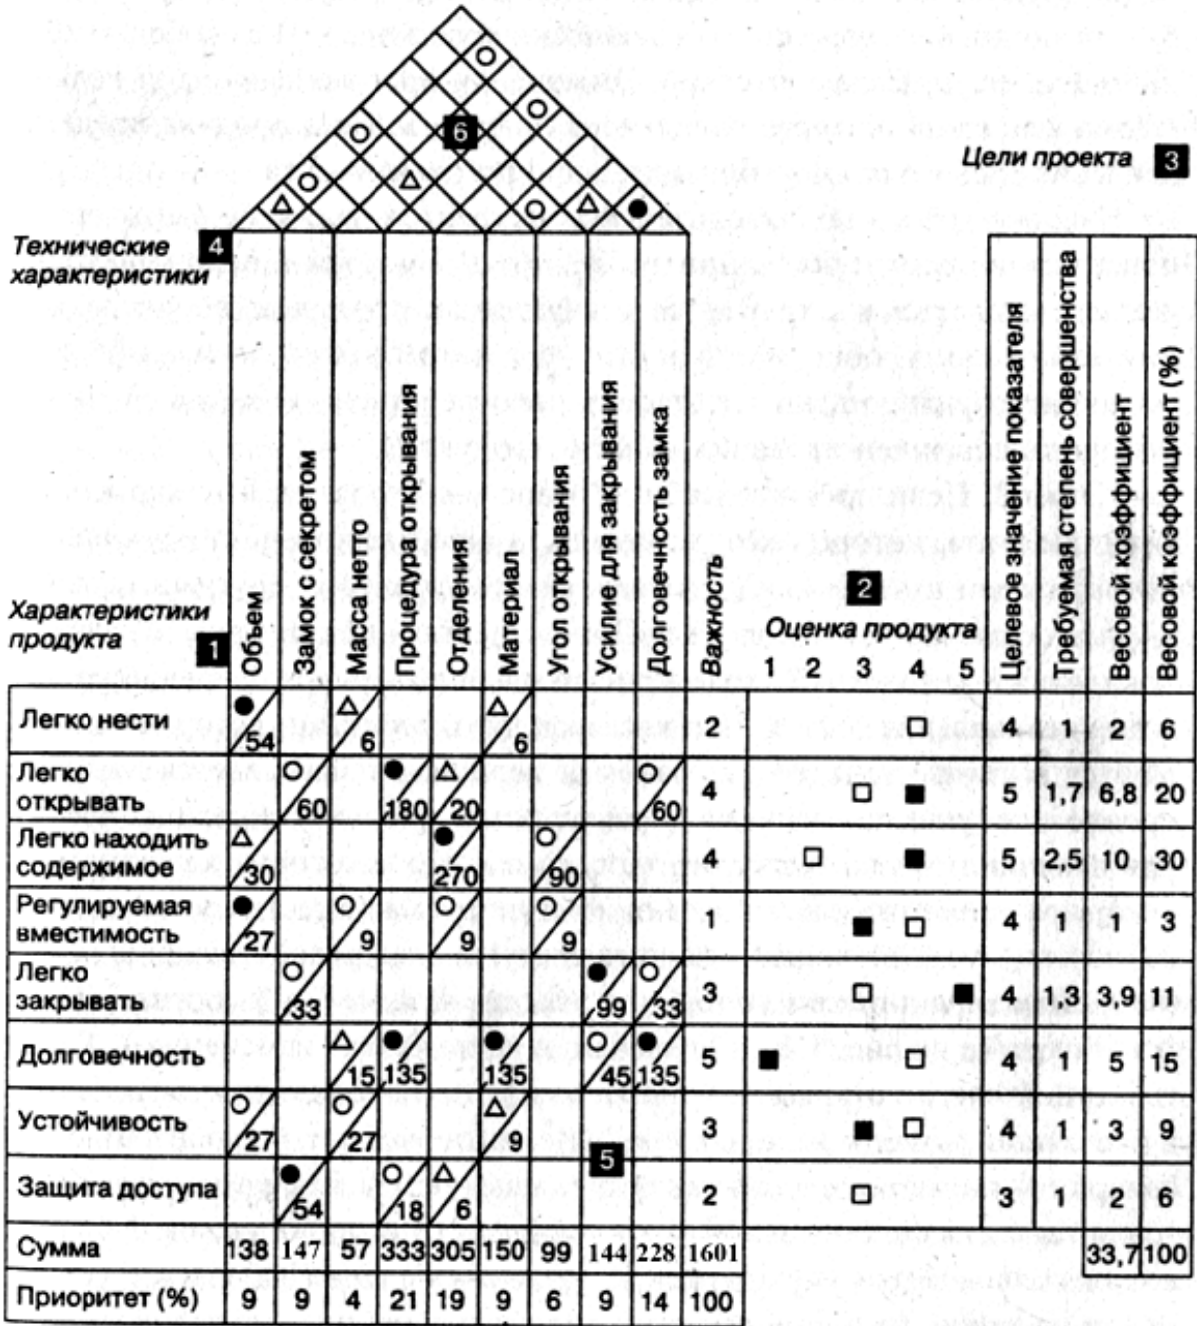 6
Цели проекта 3
Технические 4
характеристики
Характеристики
продукта 1
Объем
Замок с секретом
Масса нетто
Процедура открывания
Отделения
Материал
Угол открывания
Усилие для закрывания
Долговечность замка
Важность
2
Оценка продукта
1 2 3 4 5
Целевое значение показателя
Требуемая степень совершенства
Весовой коэффициент
Весовой коэффициент (%)
Легко нести 54 6 6 2 4 1 2 6
Легко
открывать 60 180 20 60 4 5 1,7 6,8 20
Легко находить
содержимое 30 270 90 4 5 2,5 10 30
Регулируемая
вместимость 27 9 9 9 1 4 1 1 3
Легко
закрывать 33 99 33 3 4 1,3 3,9 11
Долговечность 15 135 135 45 135 5 4 1 5 15
Устойчивость 27 27 9 3 4 1 3 9
5
Защита доступа 54 18 6 2 3 1 2 6
Сумма 138 147 57 333 305 150 99 144 228 1601 33,7 100
Приоритет (%) 9 9 4 21 19 9 6 9 14 100